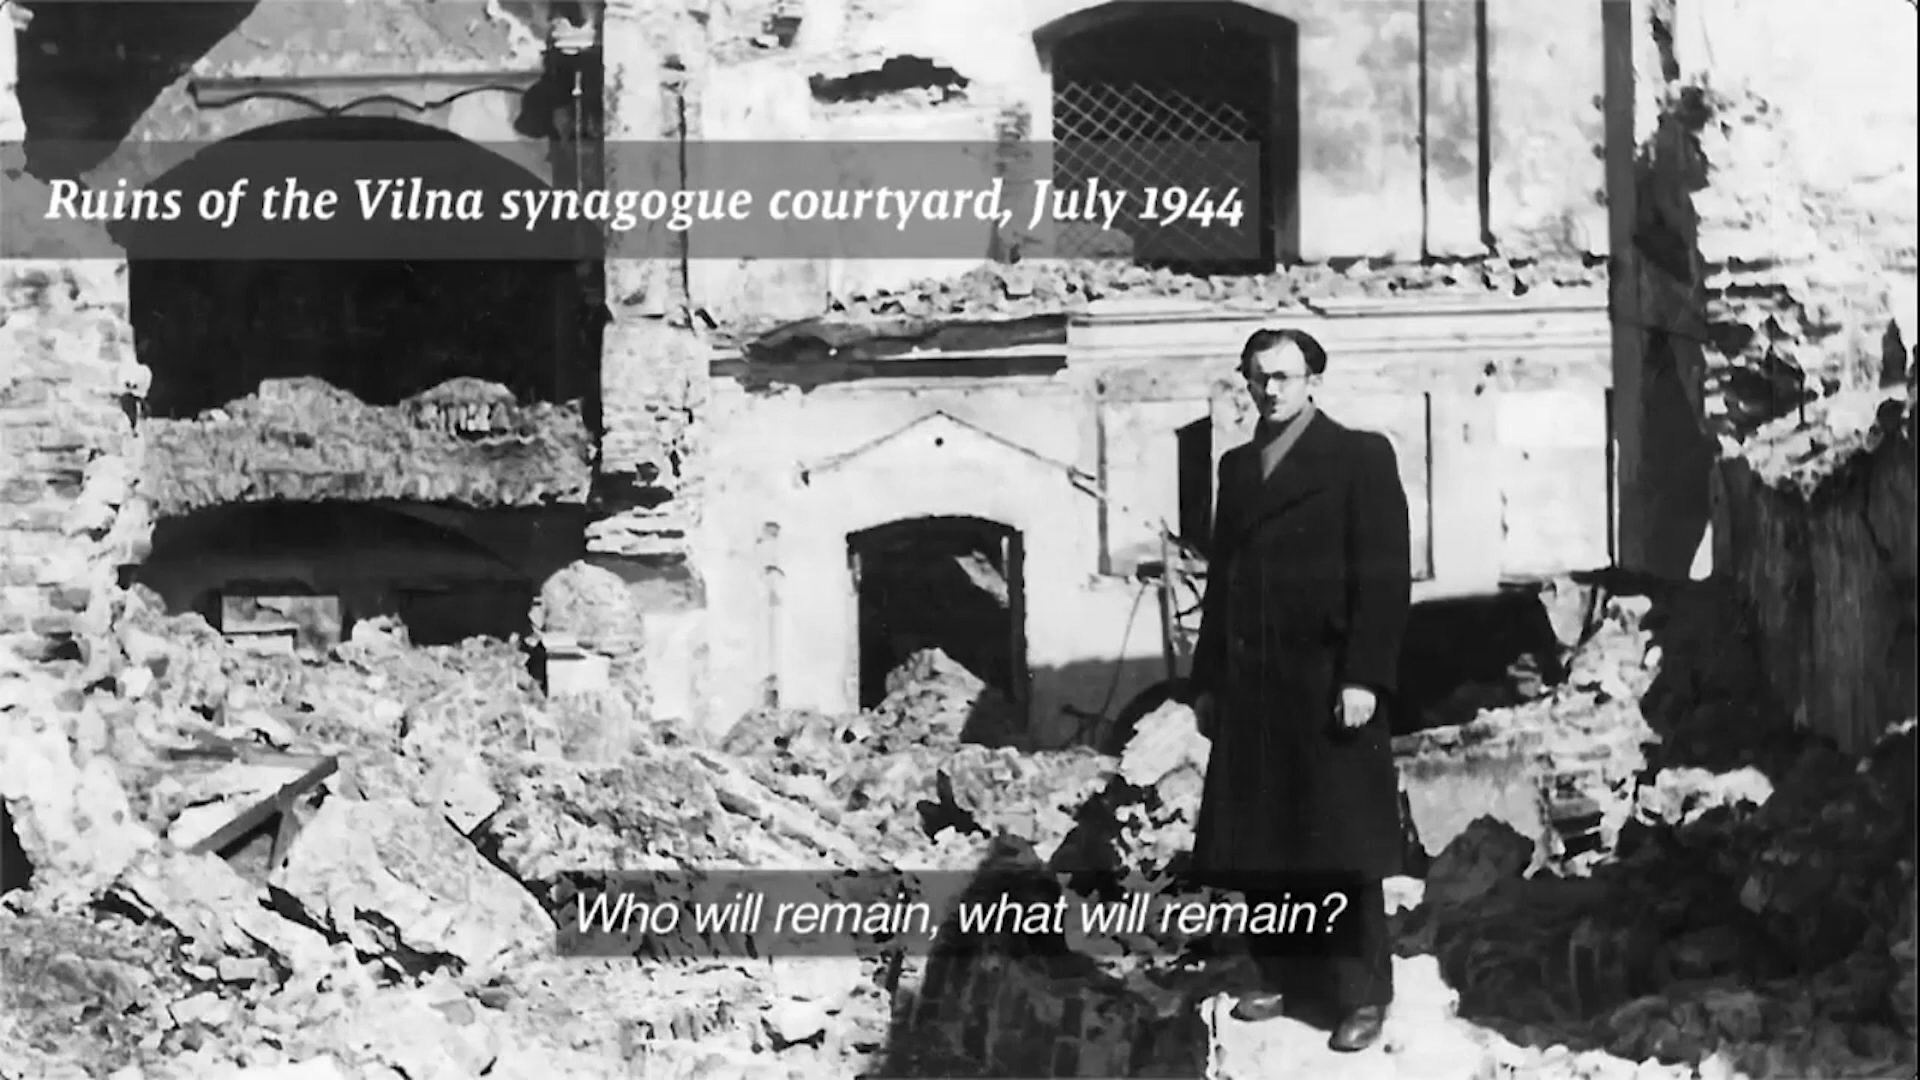 Ruins of the Vilna synagogue courtyard, July 1944
Who will remain, what will remain?